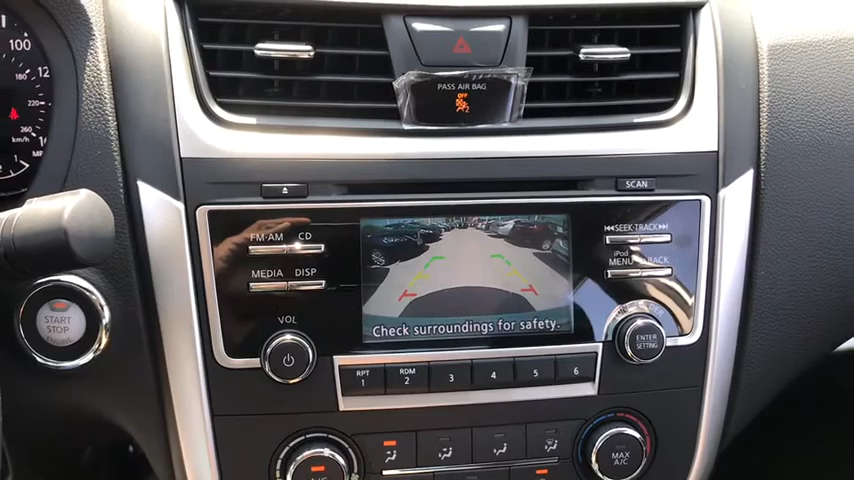 100
120
220
260
km/h
PASS AIR BAG
OFF
2
SCAN
FM·AM CD
SEEK·TRACK
iPod
MENU BACK
MEDIA DISP
VOL
Check surroundings for safety.
START
STOP
ENGINE
ENTER
SETTING
RPT
1
RDM
2
3
4
5
6
MAX
A/C
A/C